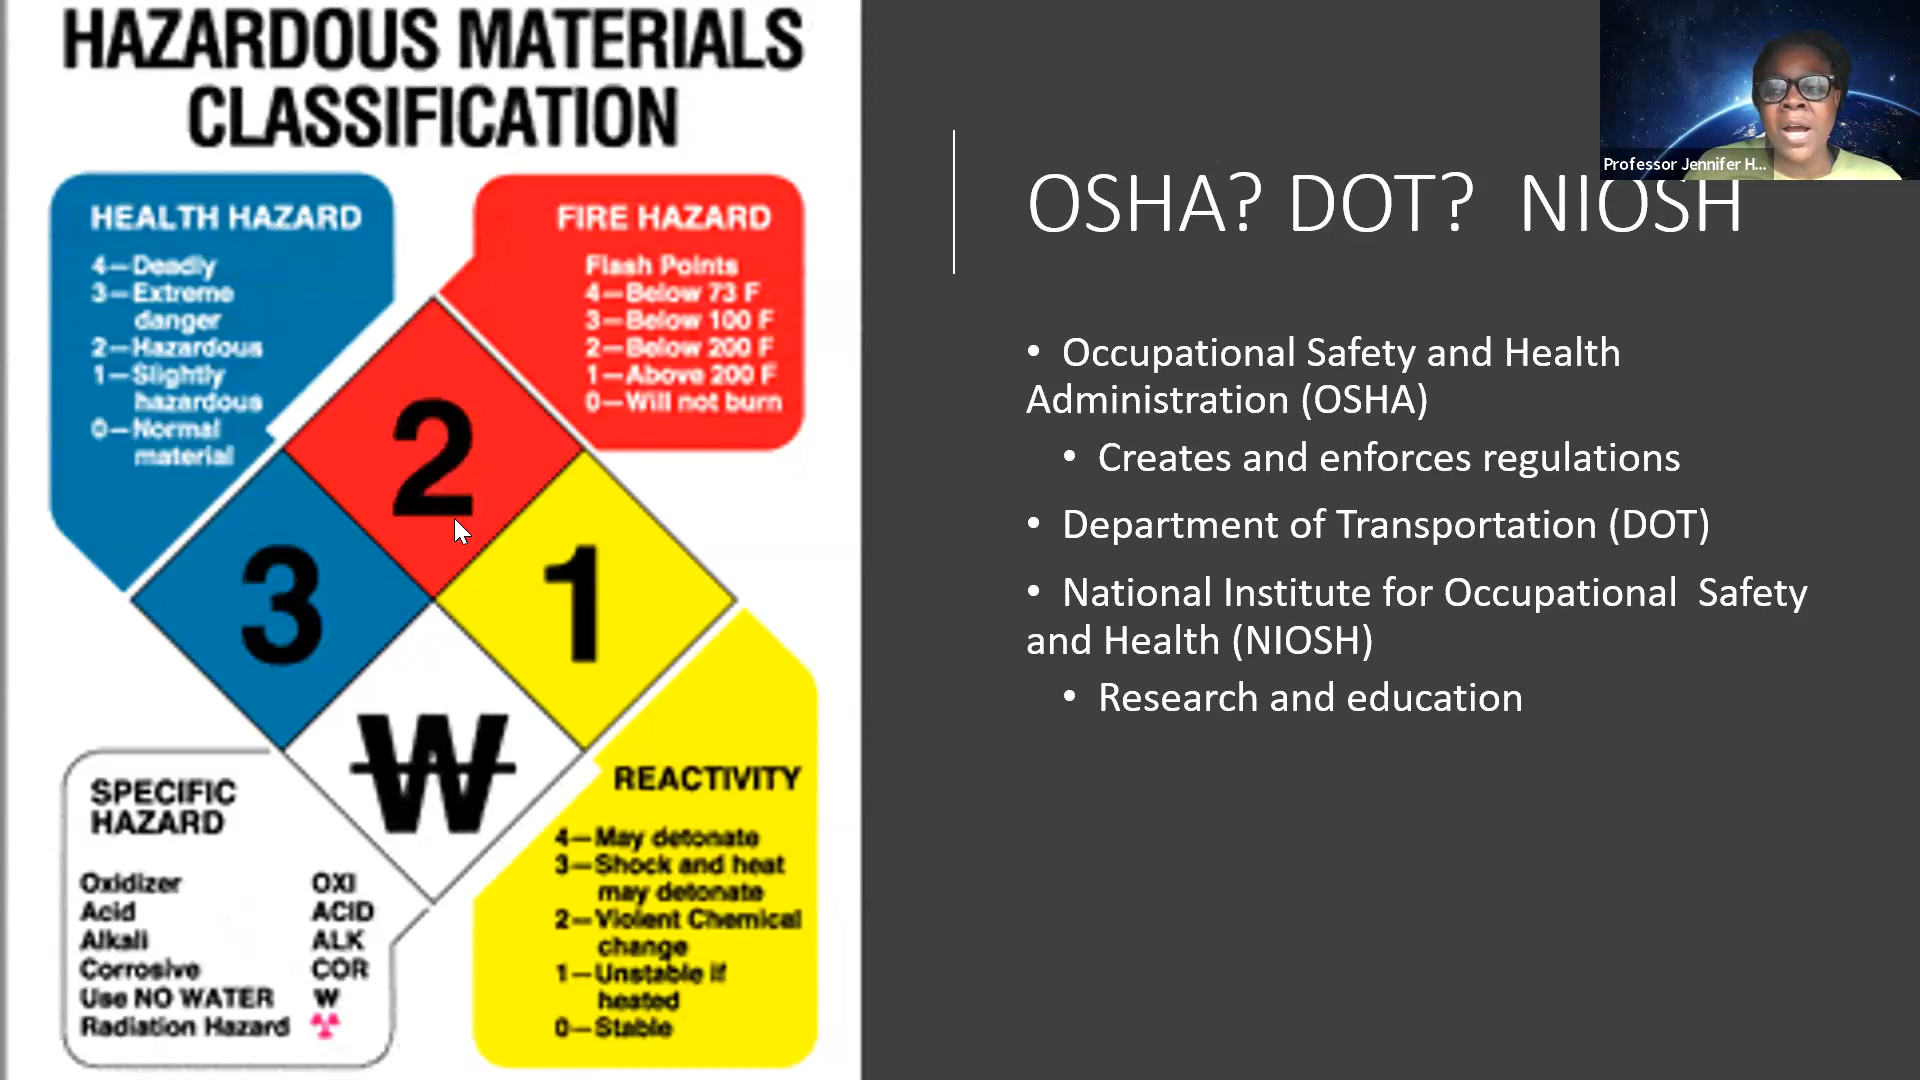 HAZARDOUS MATERIALS
CLASSIFICATION
HEALTH HAZARD
4—Deadly
3—Extreme
danger
2—Hazardous
1—Slightly
hazardous
0—Normal
material
FIRE HAZARD
Flash Points
4—Below 73 F
3—Below 100 F
2—Below 200 F
1—Above 200 F
0—Will not burn
2
3
1
W
SPECIFIC
HAZARD
Oxidizer OXI
Acid ACID
Alkali ALK
Corrosive COR
Use NO WATER W
Radiation Hazard
REACTIVITY
4—May detonate
3—Shock and heat
may detonate
2—Violent Chemical
change
1—Unstable if
heated
0—Stable
Professor Jennifer H...
OSHA? DOT? NIOSH
• Occupational Safety and Health
Administration (OSHA)
• Creates and enforces regulations
• Department of Transportation (DOT)
• National Institute for Occupational Safety
and Health (NIOSH)
• Research and education